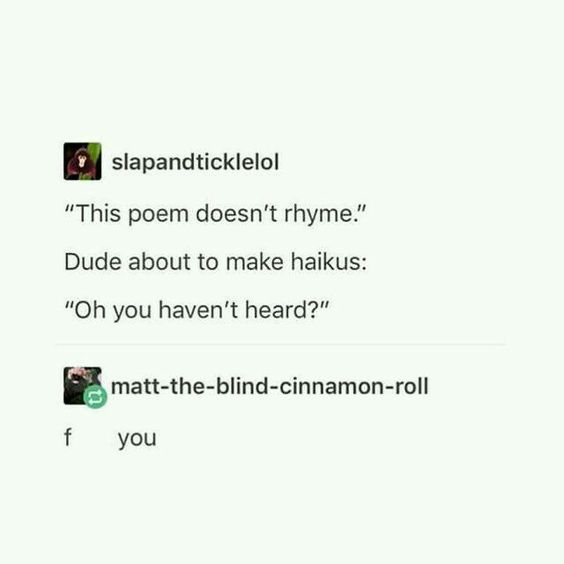 slapandticklelol
"This poem doesn't rhyme."
Dude about to make haikus:
"Oh you haven't heard?"
matt-the-blind-cinnamon-roll
f you